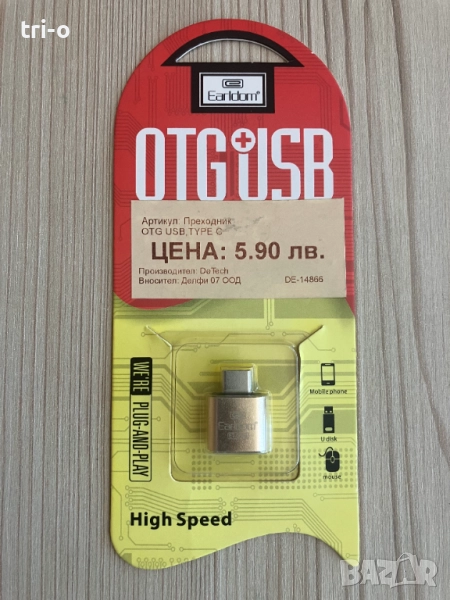 tri-o
Earldom®
OTG USB
Артикул: Преходник
OTG USB,TYPE C
ЦЕНА: 5.90 лв.
Производител: DeTech
Вносител: Делфи 07 ООД DE-14866
WE'RE PLUG-AND-PLAY
Mobile phone
U disk
mouse
Earldom
High Speed
BAZAR